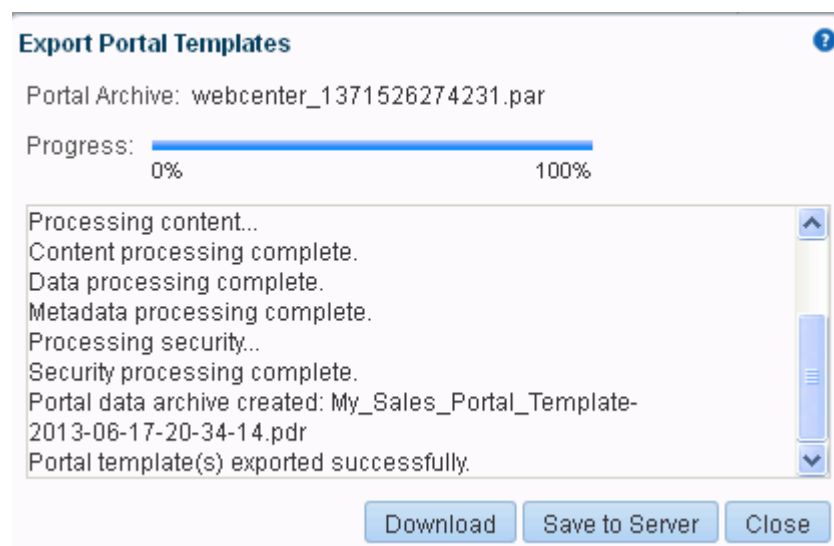 Export Portal Templates
Portal Archive: webcenter_1371526274231.par
Progress:
0% 100%
Processing content...
Content processing complete.
Data processing complete.
Metadata processing complete.
Processing security...
Security processing complete.
Portal data archive created: My_Sales_Portal_Template-
2013-06-17-20-34-14.pdr
Portal template(s) exported successfully.
Download Save to Server Close